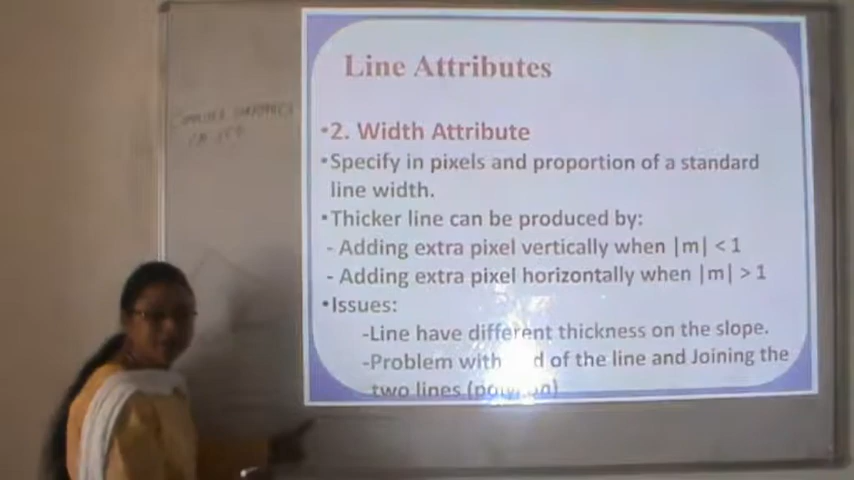 Line Attributes
•2. Width Attribute
•Specify in pixels and proportion of a standard
line width.
•Thicker line can be produced by:
- Adding extra pixel vertically when |m| < 1
- Adding extra pixel horizontally when |m| > 1
•Issues:
-Line have different thickness on the slope.
-Problem with of the line and Joining the
two lines